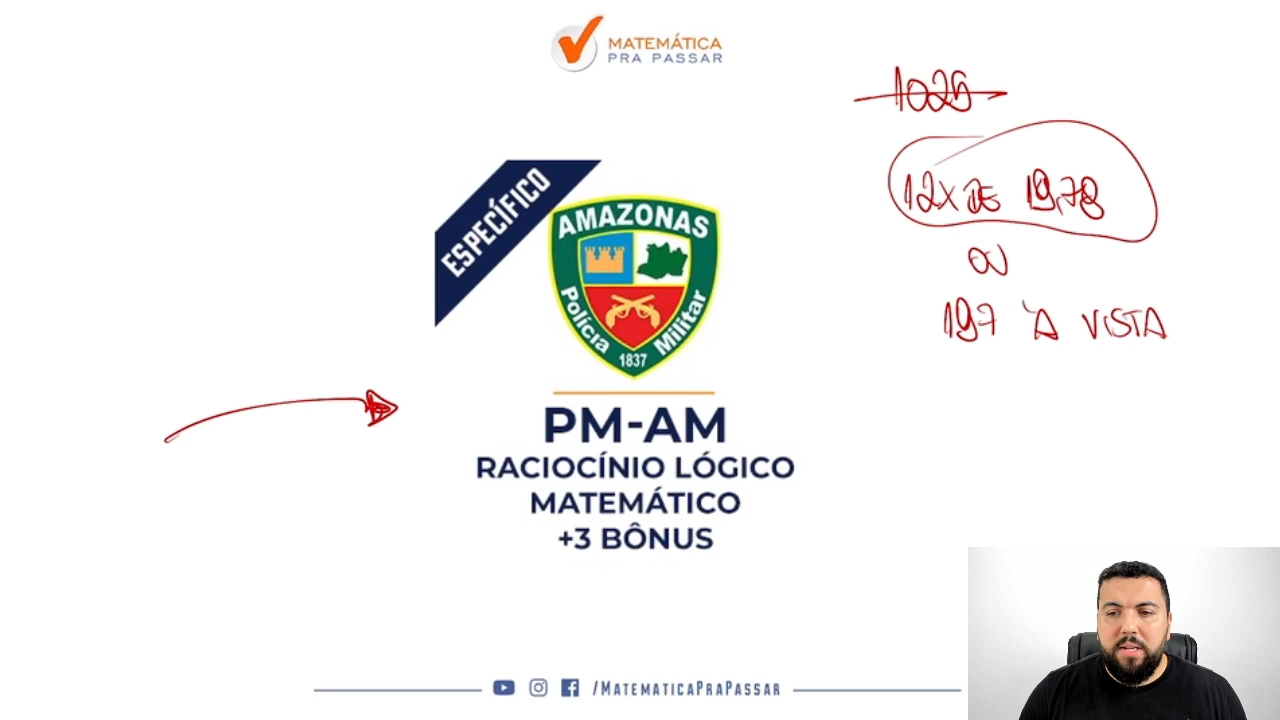 MATEMÁTICA
PRA PASSAR
1025
12X DE 19,78
OU
197 À VISTA
ESPECÍFICO
AMAZONAS
Polícia Militar
1837
PM-AM
RACIOCÍNIO LÓGICO
MATEMÁTICO
+3 BÔNUS
/MATEMATICAPRAPASSAR